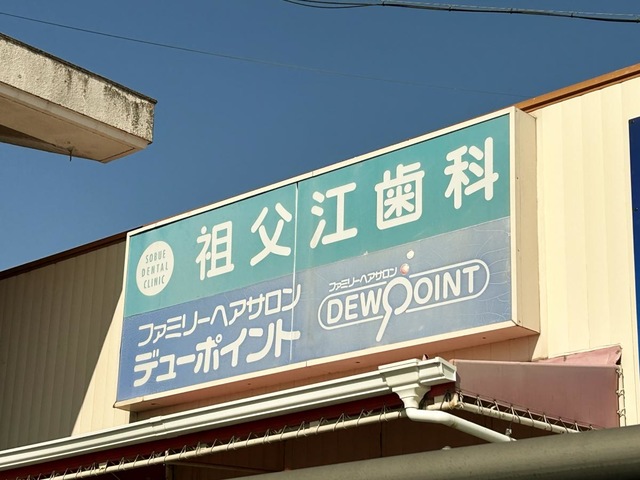 SOBUE
DENTAL
CLINIC
祖父江歯科
ファミリーヘアサロン
デューポイント
ファミリーヘアサロン
DEWPOINT